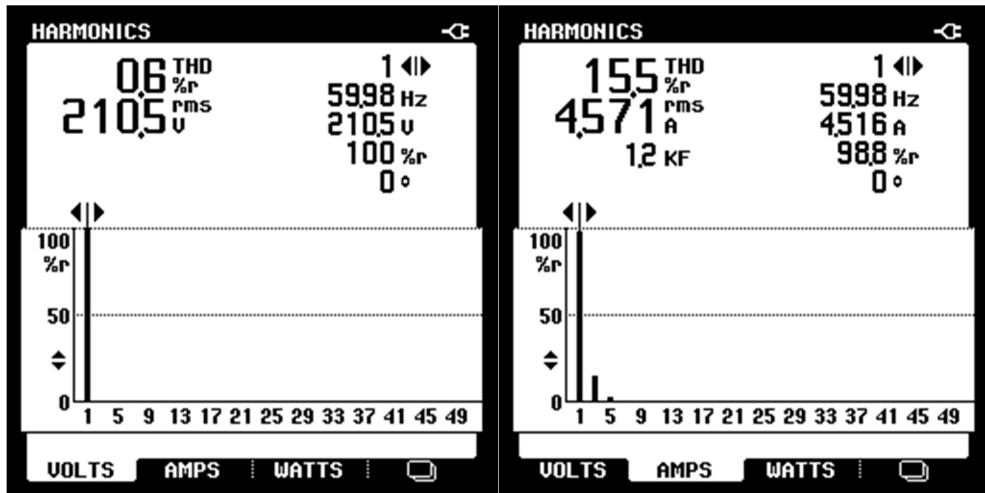 HARMONICS
0.6 THD %r
210.5 rms V
1
59.98 Hz
210.5 V
100 %r
0 °
100
%r
50
0
1 5 9 13 17 21 25 29 33 37 41 45 49
VOLTS AMPS WATTS
HARMONICS
15.5 THD %r
4.571 rms A
1.2 KF
1
59.98 Hz
4.516 A
98.8 %r
0 °
100
%r
50
0
1 5 9 13 17 21 25 29 33 37 41 45 49
VOLTS AMPS WATTS